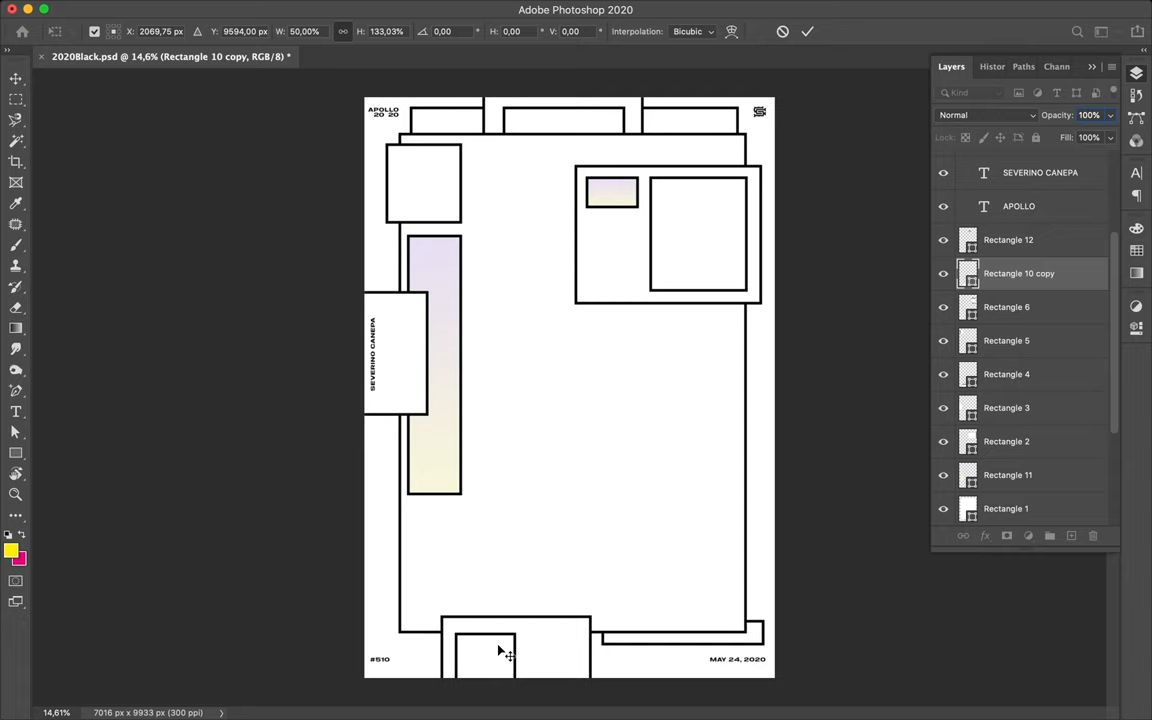 Adobe Photoshop 2020
X: 2069,75 px Y: 9594,00 px W: 50,00% H: 133,03% 0,00 H: 0,00 V: 0,00 Interpolation: Bicubic
2020Black.psd @ 14,6% (Rectangle 10 copy, RGB/8) *
Layers Histor Paths Chann
Kind
Normal Opacity: 100%
Lock: Fill: 100%
T SEVERINO CANEPA
T APOLLO
Rectangle 12
Rectangle 10 copy
Rectangle 6
Rectangle 5
Rectangle 4
Rectangle 3
Rectangle 2
Rectangle 11
Rectangle 1
fx
APOLLO
20 20
SEVERINO CANEPA
#510
MAY 24, 2020
14,61% 7016 px x 9933 px (300 ppi)